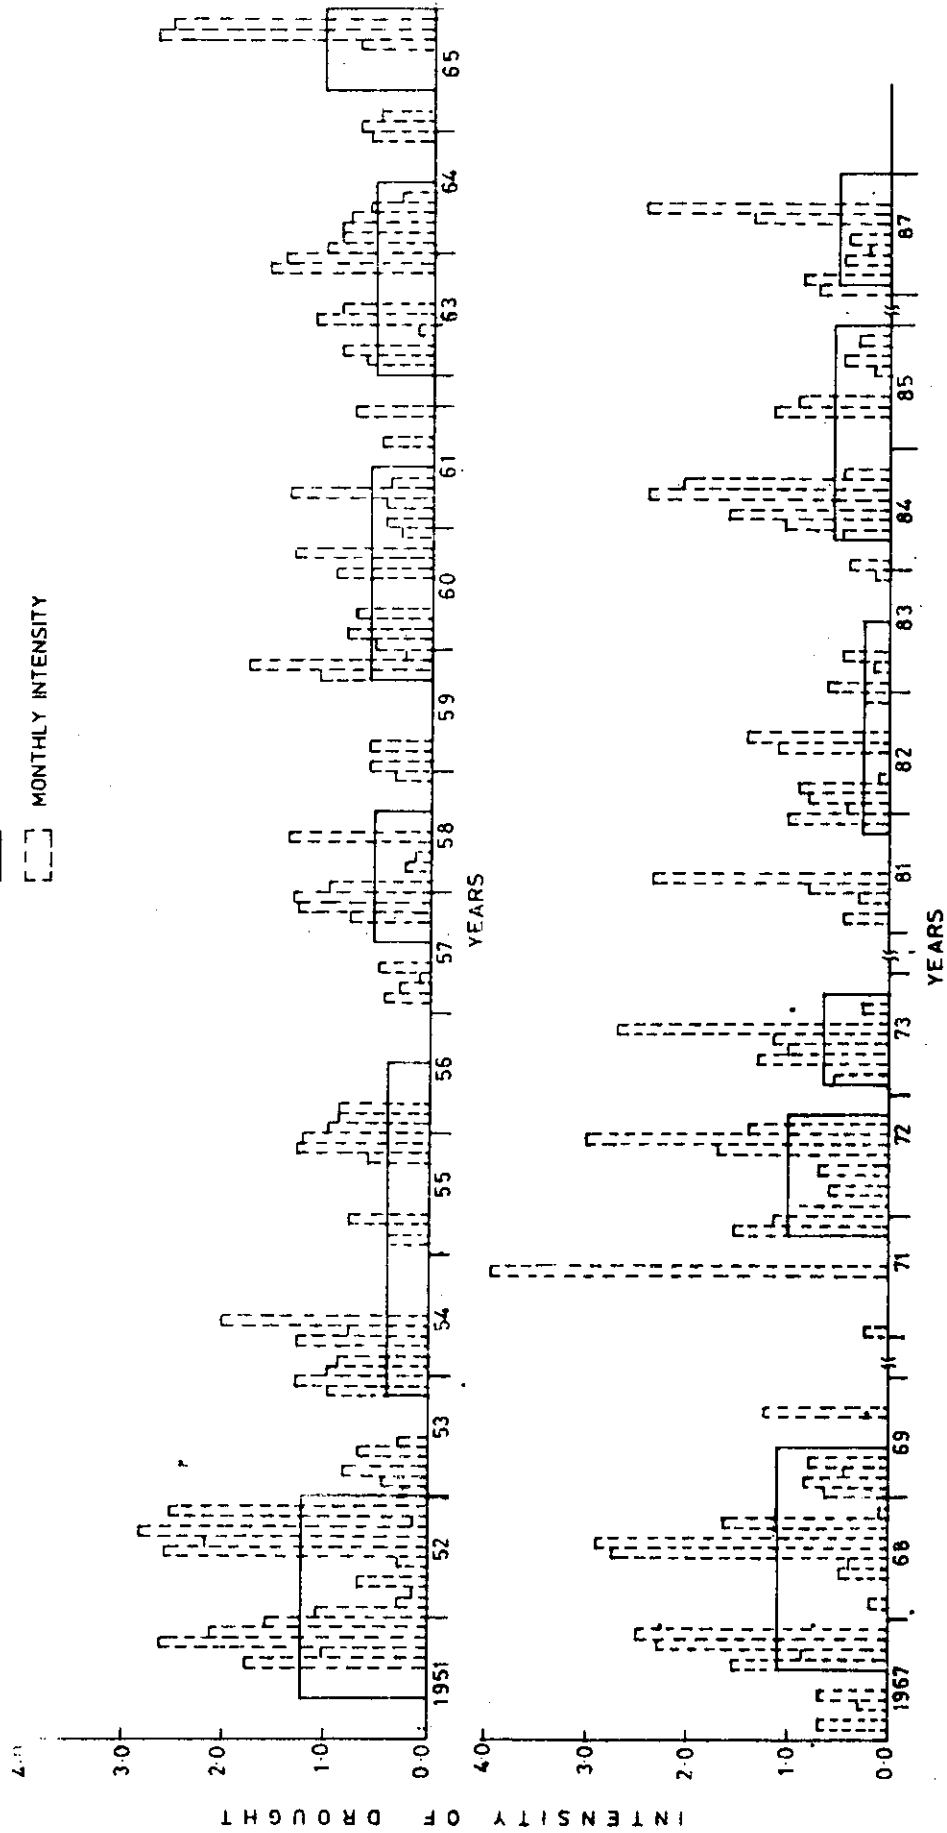 MONTHLY INTENSITY
INTENSITY OF DROUGHT
3·0
2·0
1·0
0·0
1951 52 53 54 55 56 57 58 59 60 61 63 64 65
YEARS
4·0
3·0
2·0
1·0
0·0
1967 68 69 71 72 73 81 82 83 84 85 87
YEARS